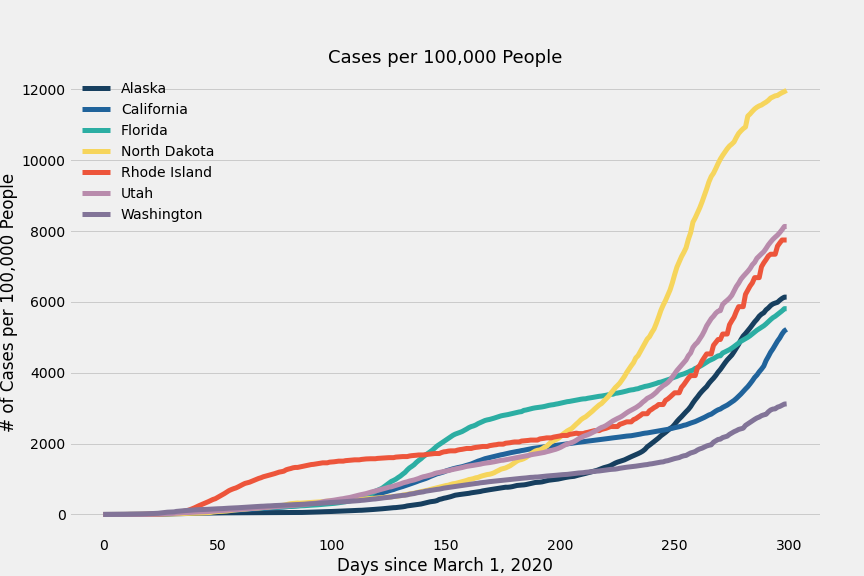 Cases per 100,000 People
# of Cases per 100,000 People
12000
10000
8000
6000
4000
2000
0
Alaska
California
Florida
North Dakota
Rhode Island
Utah
Washington
0 50 100 150 200 250 300
Days since March 1, 2020